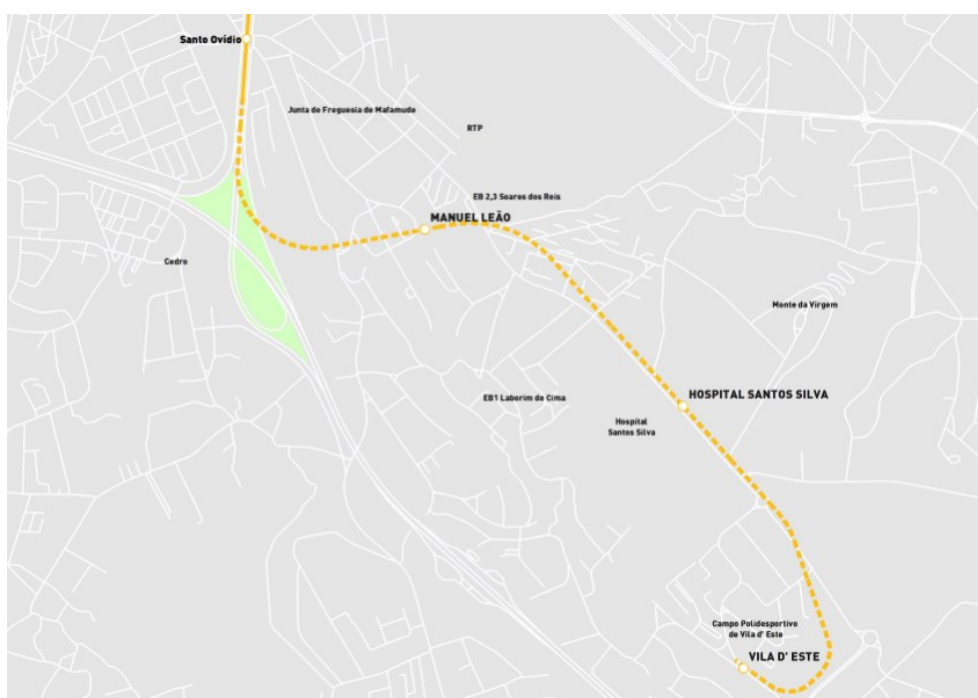 Santo Ovídio
Junta de Freguesia de Mafamude
RTP
EB 2,3 Soares dos Reis
MANUEL LEÃO
Cedro
Monte da Virgem
HOSPITAL SANTOS SILVA
EB1 Laborim de Cima
Hospital
Santos Silva
Campo Polidesportivo
de Vila d' Este
VILA D' ESTE